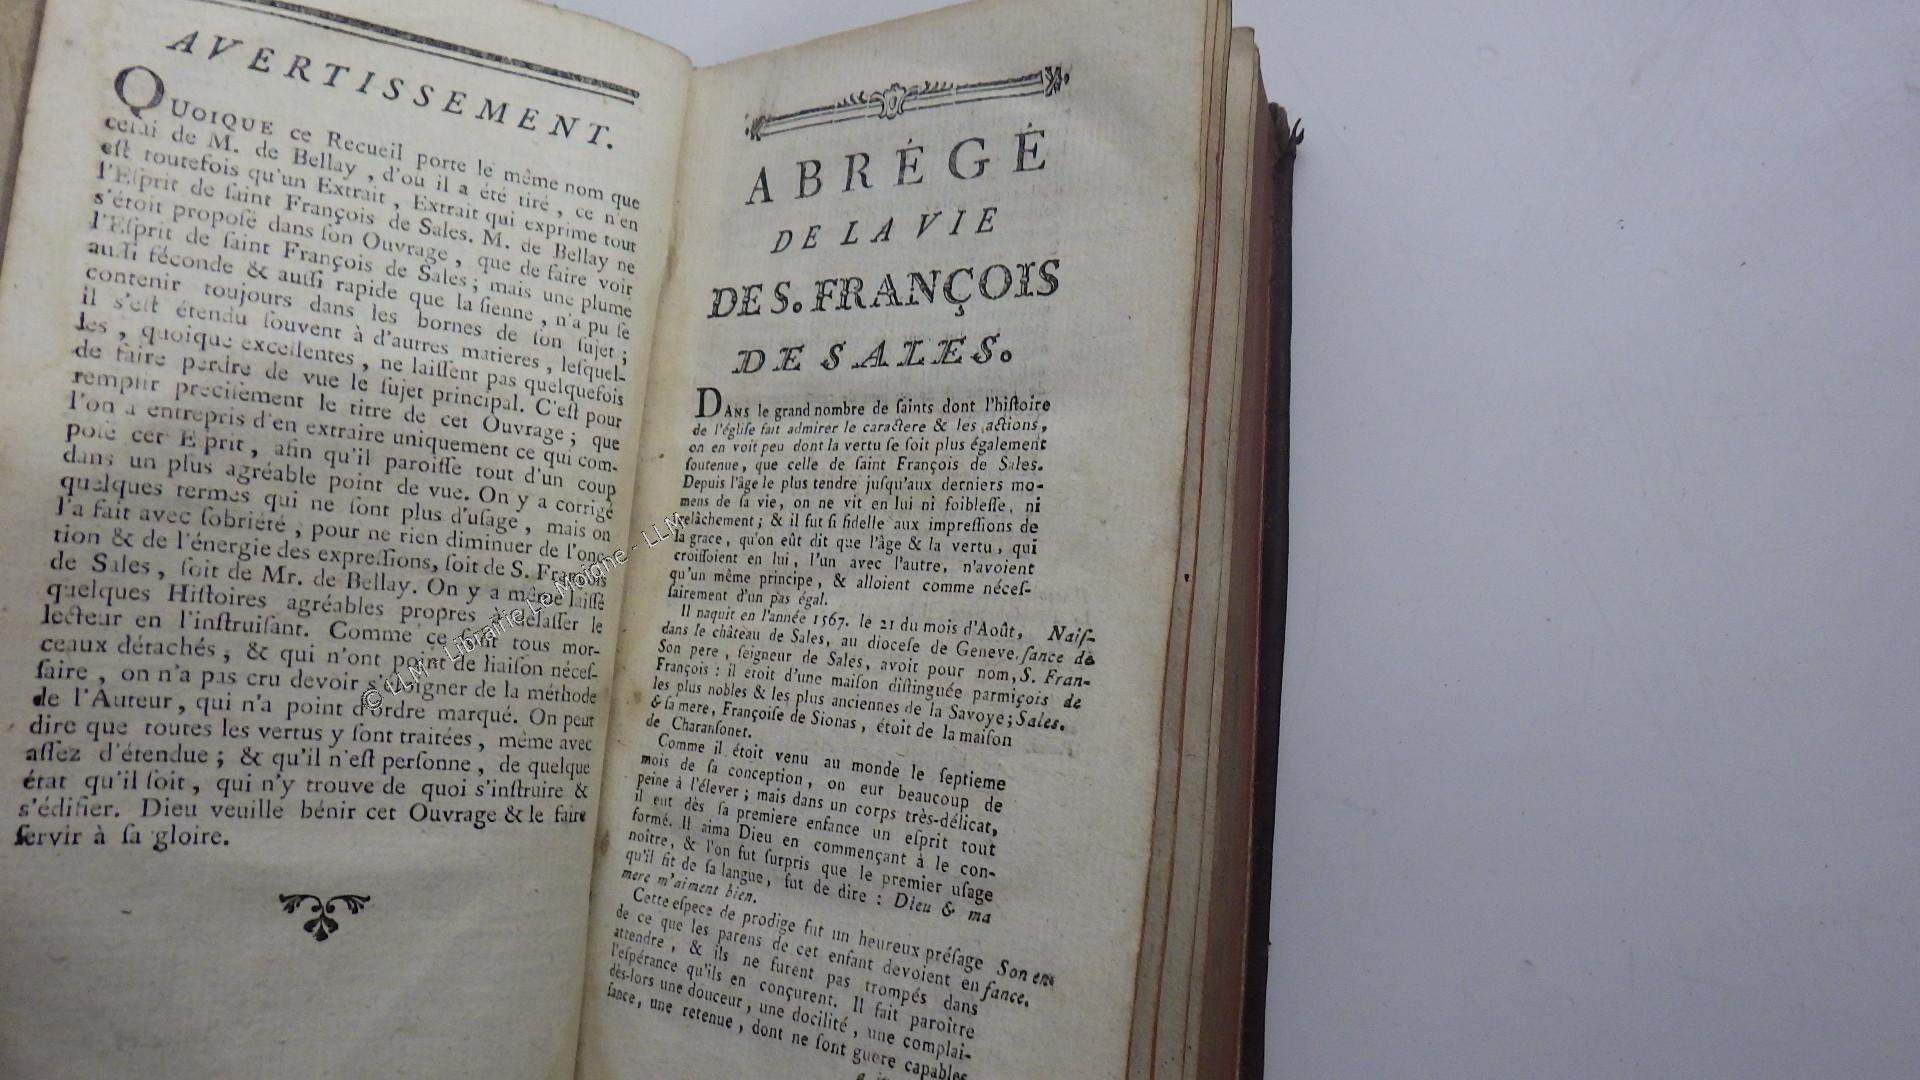 AVERTISSEMENT.
QUOIQUE ce Recueil porte le même nom que
celui de M. de Bellay, d'où il a été tiré, ce n'en
eſt toutefois qu'un Extrait, Extrait qui exprime tout
l'Eſprit de ſaint François de Sales. M. de Bellay ne
s'étoit propoſé dans ſon Ouvrage, que de faire voir
l'Eſprit de ſaint François de Sales; mais une plume
auſſi féconde & auſſi rapide que la ſienne, n'a pu ſe
contenir toujours dans les bornes de ſon ſujet;
il s'eſt étendu ſouvent à d'autres matieres, leſquel-
les, quoique excellentes, ne laiſſent pas quelquefois
de faire perdre de vue le ſujet principal. C'eſt pour
remplir preciſément le titre de cet Ouvrage; que
l'on a entrepris d'en extraire uniquement ce qui com-
poſe cet Eſprit, afin qu'il paroiſſe tout d'un coup
dans un plus agréable point de vue. On y a corrigé
quelques termes qui ne ſont plus d'uſage, mais on
l'a fait avec ſobriété, pour ne rien diminuer de l'onc-
tion & de l'énergie des expreſſions, ſoit de S. François
de Sales, ſoit de Mr. de Bellay. On y a même laiſſé
quelques Hiſtoires agréables propres à délaſſer le
lecteur en l'inſtruiſant. Comme ce ſont tous mor-
ceaux détachés, & qui n'ont point de liaiſon néceſ-
ſaire, on n'a pas cru devoir s'éloigner de la méthode
de l'Auteur, qui n'a point d'ordre marqué. On peut
dire que toutes les vertus y ſont traitées, même avec
aſſez d'étendue; & qu'il n'eſt perſonne, de quelque
état qu'il ſoit, qui n'y trouve de quoi s'inſtruire &
s'édifier. Dieu veuille bénir cet Ouvrage & le faire
ſervir à ſa gloire.
ABRÉGÉ
DE LA VIE
DE S. FRANÇOIS
DE SALES.
DANS le grand nombre de ſaints dont l'hiſtoire
de l'égliſe fait admirer le caractere & les actions,
on en voit peu dont la vertu ſe ſoit plus également
ſoutenue, que celle de ſaint François de Sales.
Depuis l'âge le plus tendre juſqu'aux derniers mo-
mens de ſa vie, on ne vit en lui ni foibleſſe, ni
relâchement; & il fut ſi fidelle aux impreſſions de
la grace, qu'on eût dit que l'âge & la vertu, qui
croiſſoient en lui, l'un avec l'autre, n'avoient
qu'un même principe, & alloient comme néceſ-
ſairement d'un pas égal.
Il naquit en l'année 1567. le 21 du mois d'Août, Naiſ-
dans le château de Sales, au dioceſe de Geneve. ſance de
Son pere, ſeigneur de Sales, avoit pour nom, S. Fran-
François: il etoit d'une maiſon diſtinguée parmi çois de
les plus nobles & les plus anciennes de la Savoye; Sales.
& ſa mere, Françoiſe de Sionas, étoit de la maiſon
de Charanſonet.
Comme il étoit venu au monde le ſeptieme
mois de ſa conception, on eut beaucoup de
peine à l'élever; mais dans un corps très-délicat,
il eut dès ſa premiere enfance un eſprit tout
formé. Il aima Dieu en commençant à le con-
noître, & l'on fut ſurpris que le premier uſage
qu'il fit de ſa langue, fut de dire: Dieu & ma
mere m'aiment bien.
Cette eſpece de prodige fut un heureux préſage Son en-
de ce que les parens de cet enfant devoient en fance.
attendre, & ils ne furent pas trompés dans
l'eſpérance qu'ils en conçurent. Il fait paroître
dès-lors une douceur, une docilité, une complai-
ſance, une retenue, dont ne ſont guere capables
© LLM - Librairie Le Moigne - LLM